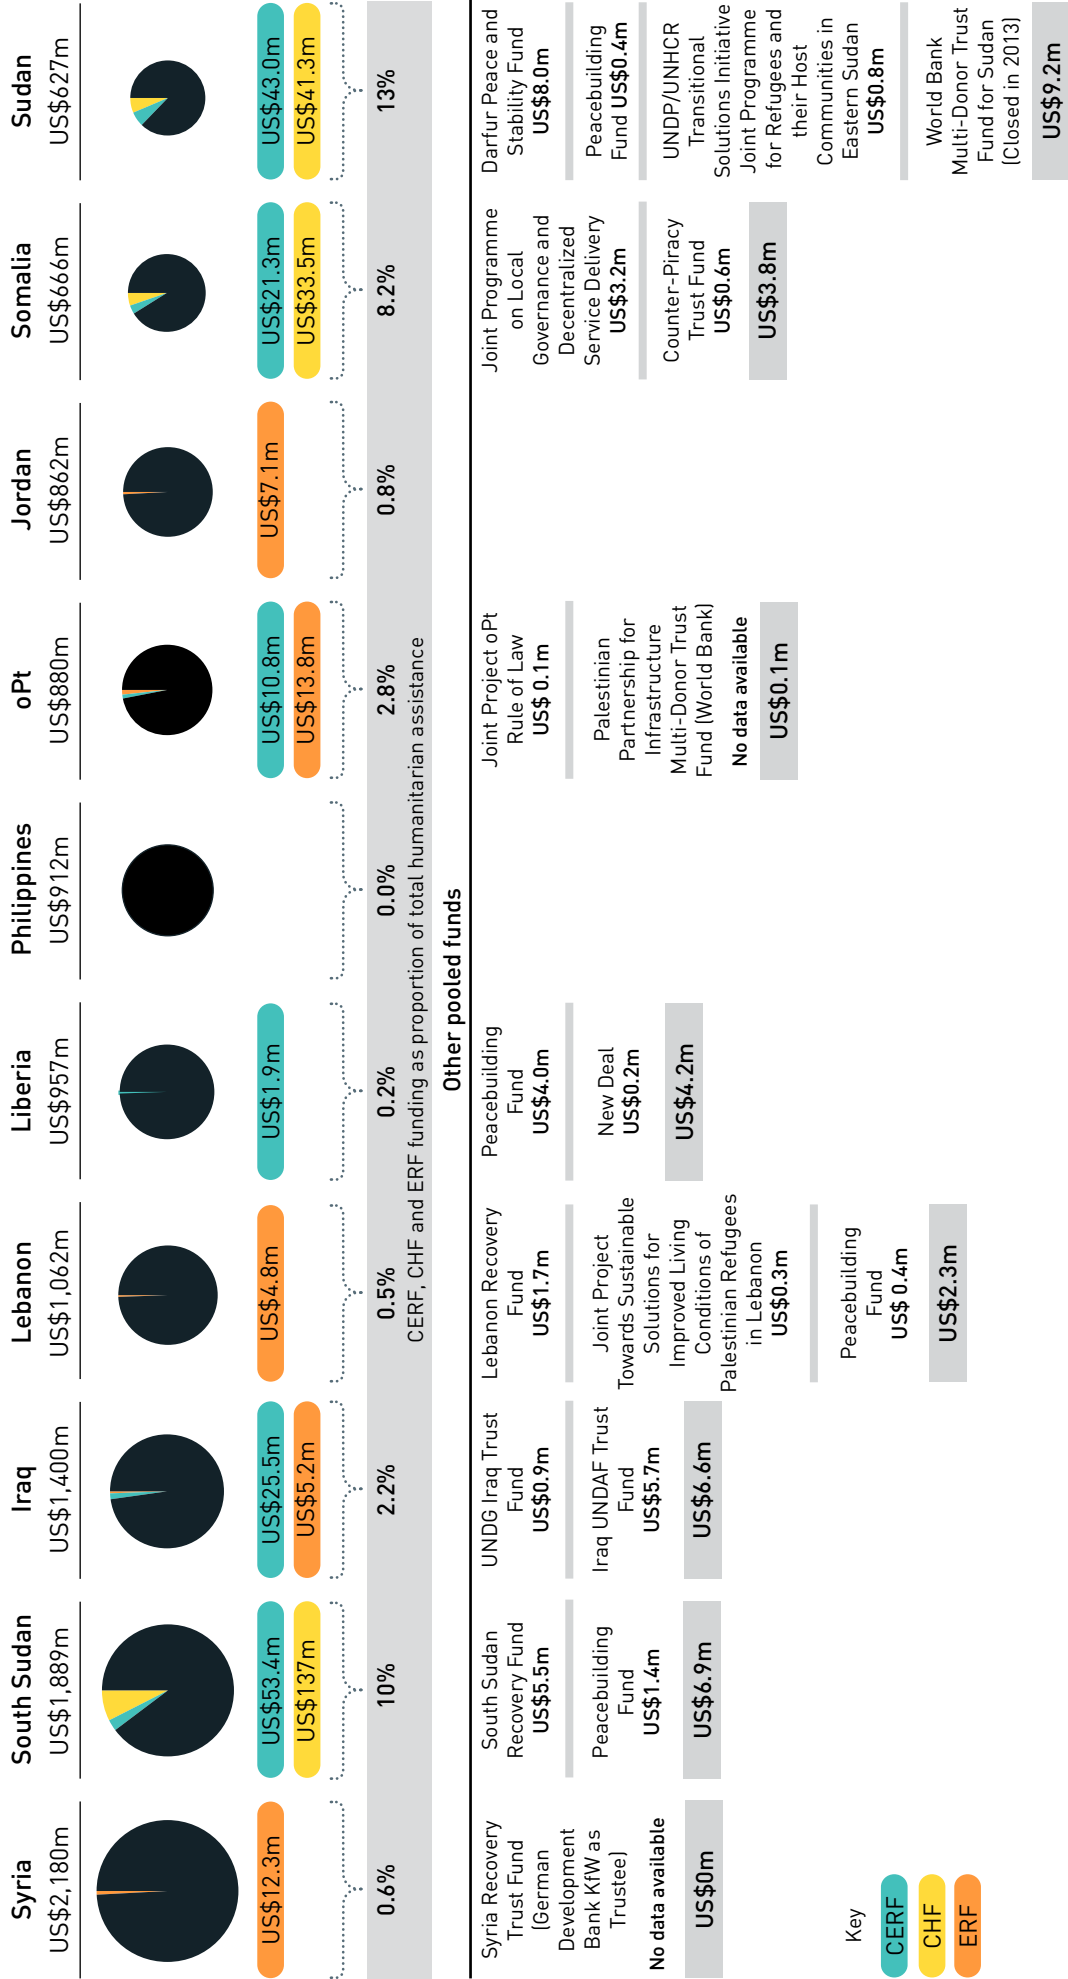 Syria
US$2,180m
US$12.3m
0.6%
South Sudan
US$1,889m
US$53.4m
US$137m
10%
Iraq
US$1,400m
US$25.5m
US$5.2m
2.2%
Lebanon
US$1,062m
US$4.8m
0.5%
Liberia
US$957m
US$1.9m
0.2%
Philippines
US$912m
0.0%
oPt
US$880m
US$10.8m
US$13.8m
2.8%
Jordan
US$862m
US$7.1m
0.8%
Somalia
US$666m
US$21.3m
US$33.5m
8.2%
Sudan
US$627m
US$43.0m
US$41.3m
13%
CERF, CHF and ERF funding as proportion of total humanitarian assistance
Other pooled funds
Syria Recovery
Trust Fund
(German
Development
Bank KfW as
Trustee)
No data available
US$0m
South Sudan
Recovery Fund
US$5.5m
Peacebuilding
Fund
US$1.4m
US$6.9m
UNDG Iraq Trust
Fund
US$0.9m
Iraq UNDAF Trust
Fund
US$5.7m
US$6.6m
Lebanon Recovery
Fund
US$1.7m
Joint Project
Towards Sustainable
Solutions for
Improved Living
Conditions of
Palestinian Refugees
in Lebanon
US$0.3m
Peacebuilding
Fund
US$ 0.4m
US$2.3m
Peacebuilding
Fund
US$4.0m
New Deal
US$0.2m
US$4.2m
Joint Project oPt
Rule of Law
US$ 0.1m
Palestinian
Partnership for
Infrastructure
Multi-Donor Trust
Fund (World Bank)
No data available
US$0.1m
Joint Programme
on Local
Governance and
Decentralized
Service Delivery
US$3.2m
Counter-Piracy
Trust Fund
US$0.6m
US$3.8m
Darfur Peace and
Stability Fund
US$8.0m
Peacebuilding
Fund US$0.4m
UNDP/UNHCR
Transitional
Solutions Initiative
Joint Programme
for Refugees and
their Host
Communities in
Eastern Sudan
US$0.8m
World Bank
Multi-Donor Trust
Fund for Sudan
(Closed in 2013)
US$9.2m
Key
CERF
CHF
ERF